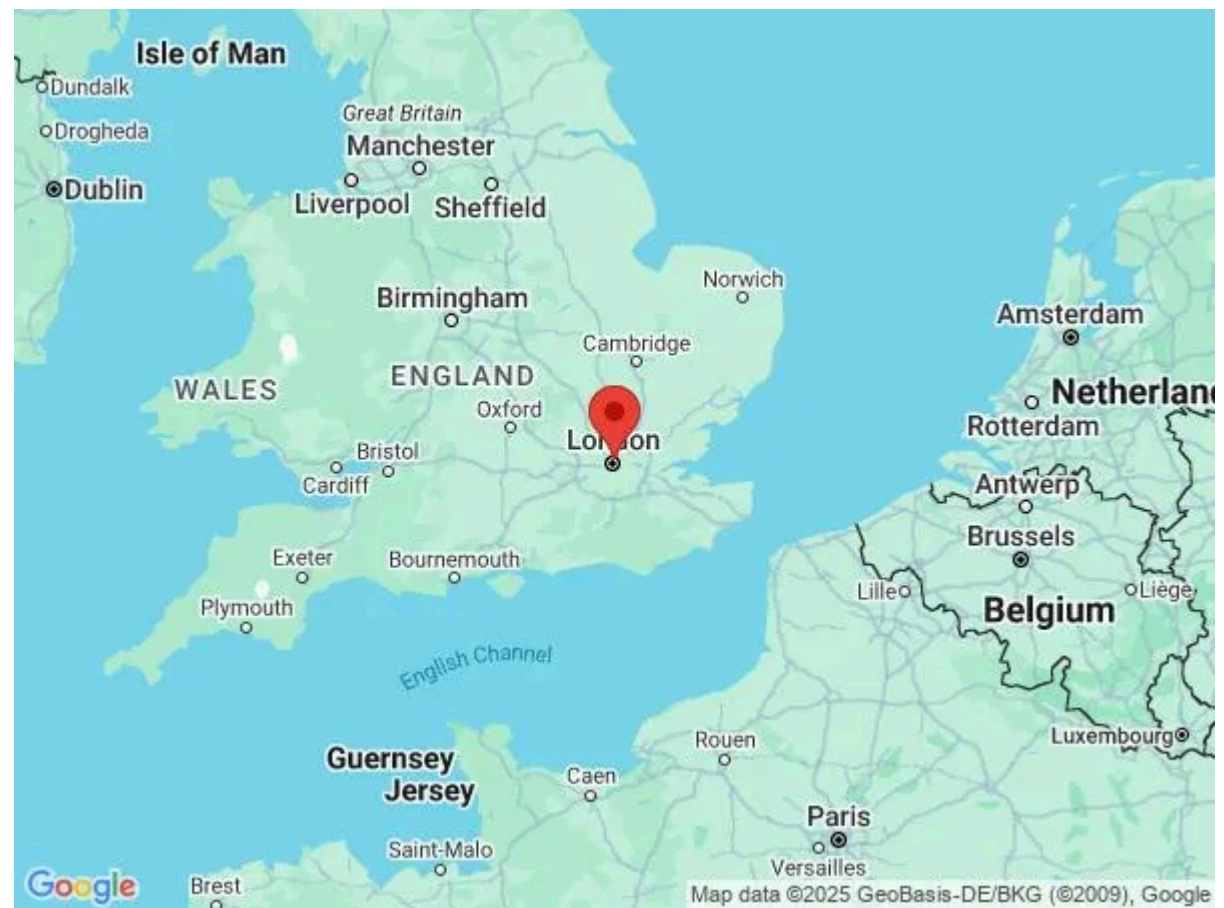 Isle of Man
Dundalk
Great Britain
Drogheda
Manchester
Dublin
Liverpool
Sheffield
Norwich
Birmingham
Amsterdam
Cambridge
ENGLAND
WALES
Netherlan
Oxford
Rotterdam
London
Bristol
Cardiff
Antwerp
Brussels
Exeter
Bournemouth
Lille
Liège
Plymouth
Belgium
English Channel
Luxembourg
Rouen
Guernsey
Caen
Jersey
Paris
Saint-Malo
Versailles
Brest
Google
Map data ©2025 GeoBasis-DE/BKG (©2009), Google